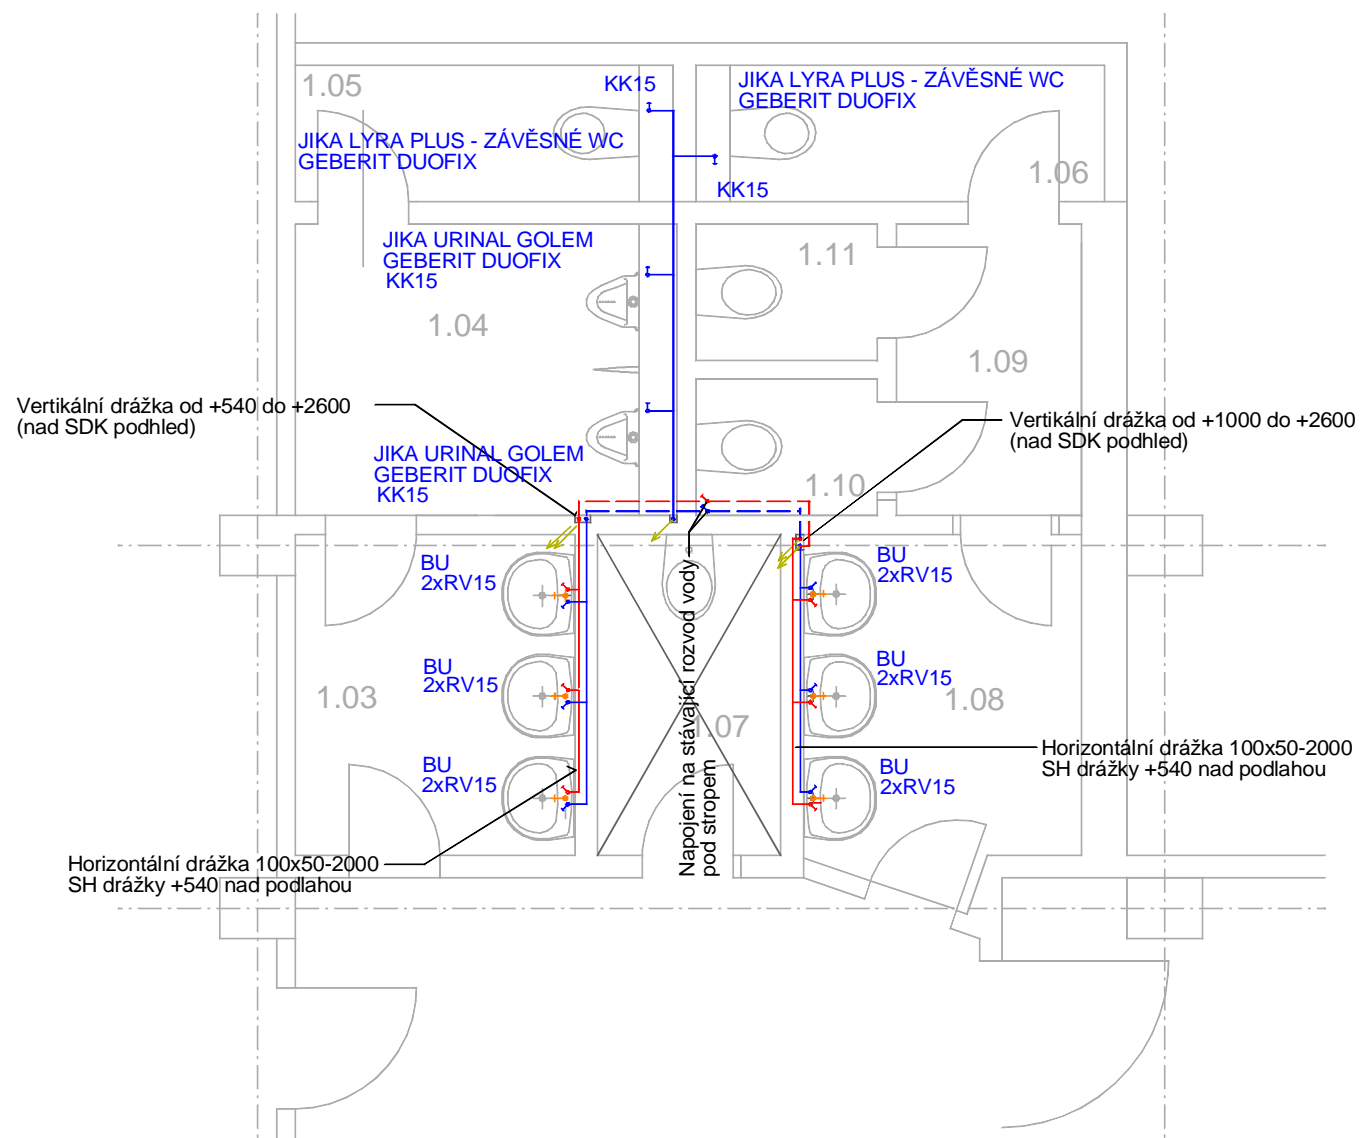 1.05
KK15
JIKA LYRA PLUS - ZÁVĚSNÉ WC
GEBERIT DUOFIX
JIKA LYRA PLUS - ZÁVĚSNÉ WC
GEBERIT DUOFIX
1.06
KK15
JIKA URINAL GOLEM
GEBERIT DUOFIX
KK15
1.11
1.04
1.09
Vertikální drážka od +540 do +2600
(nad SDK podhled)
Vertikální drážka od +1000 do +2600
(nad SDK podhled)
JIKA URINAL GOLEM
GEBERIT DUOFIX
KK15
1.10
BU
2xRV15
BU
2xRV15
BU
2xRV15
BU
2xRV15
1.03
1.08
1.07
Napojení na stávající rozvod vody
pod stropem
BU
2xRV15
BU
2xRV15
Horizontální drážka 100x50-2000
SH drážky +540 nad podlahou
Horizontální drážka 100x50-2000
SH drážky +540 nad podlahou